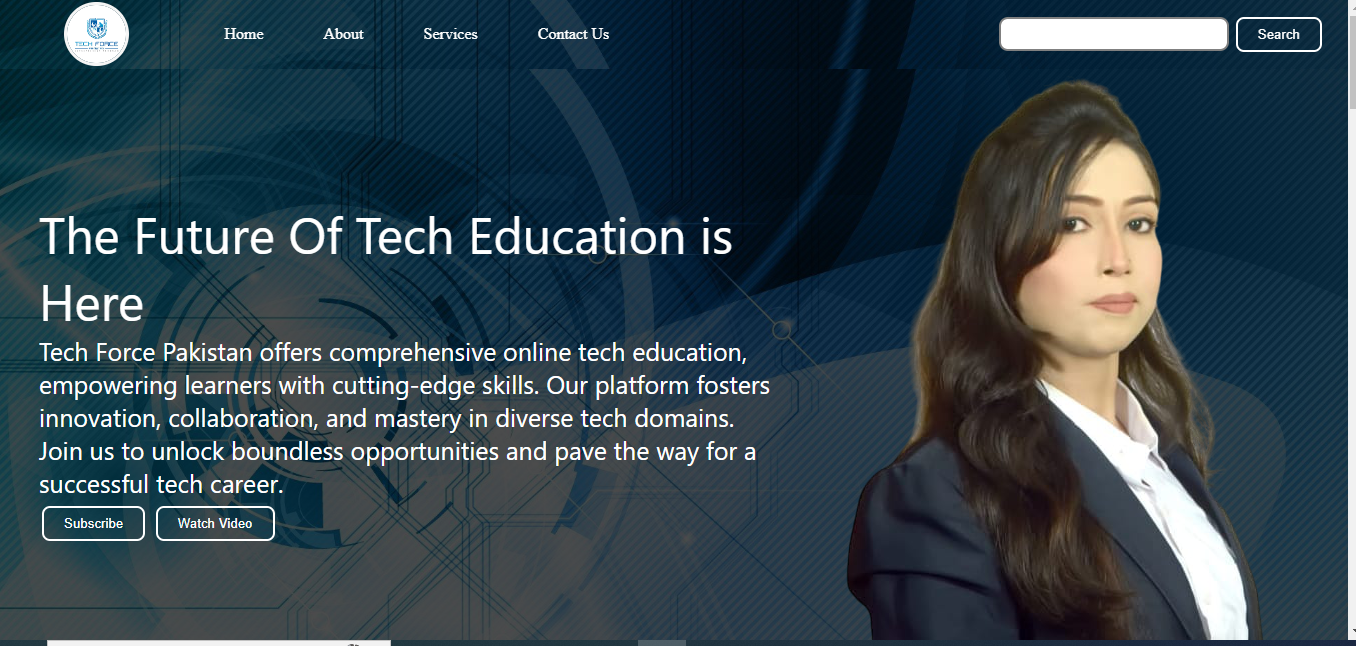 TECH FORCE
Home
About
Services
Contact Us
Search
The Future Of Tech Education is
Here
Tech Force Pakistan offers comprehensive online tech education,
empowering learners with cutting-edge skills. Our platform fosters
innovation, collaboration, and mastery in diverse tech domains.
Join us to unlock boundless opportunities and pave the way for a
successful tech career.
Subscribe
Watch Video